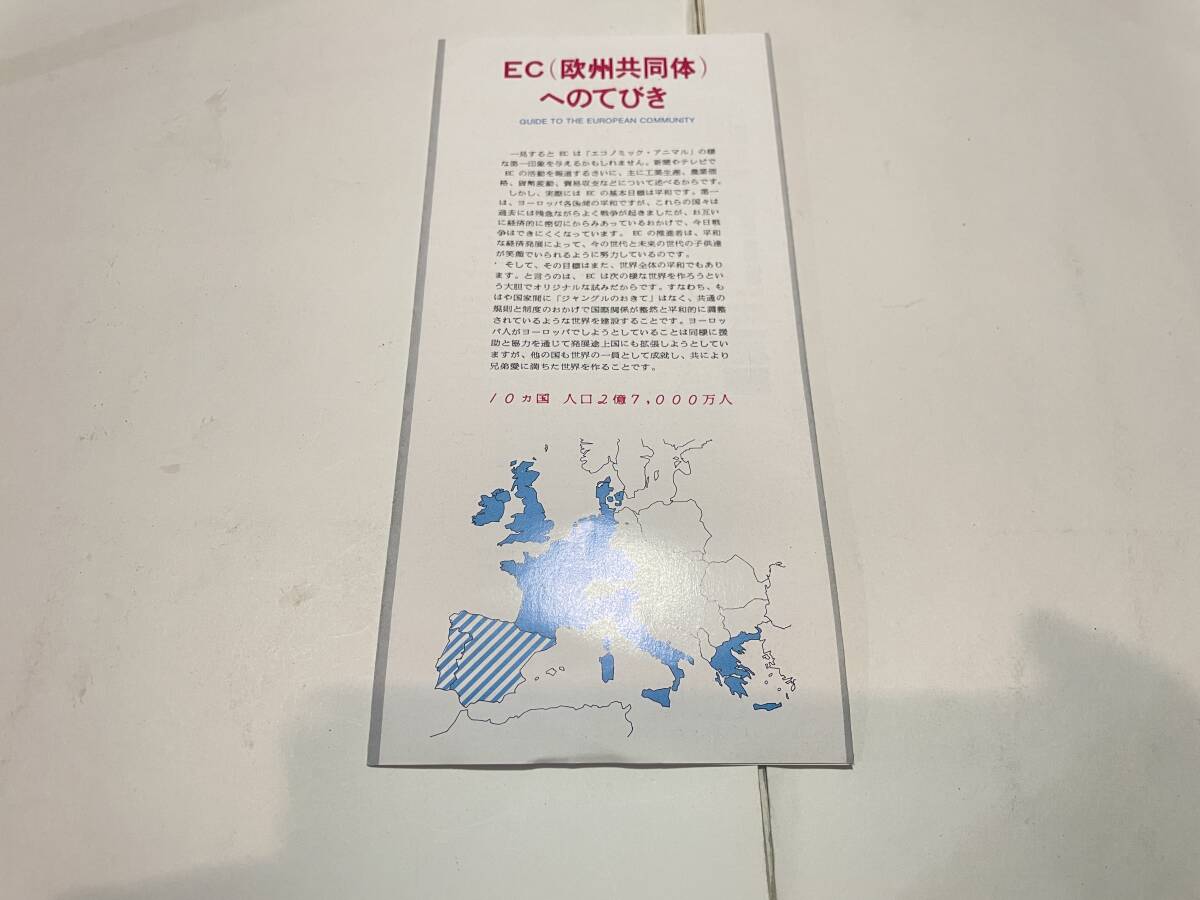 EC(欧州共同体)
へのてびき
GUIDE TO THE EUROPEAN COMMUNITY
一見すると EC は「エコノミック・アニマル」の様
な第一印象を与えるかもしれません。新聞やテレビで
EC の活動を報道するさいに、主に工業生産、農業価
格、貨幣変動、貿易収支などについて述べるからです。
しかし、実際には EC の基本目標は平和です。第一
は、ヨーロッパ各国間の平和ですが、これらの国々は
過去には残念ながらよく戦争が起きましたが、お互い
に経済的に密切にからみあっているおかげで、今日戦
争はできにくくなっています。 EC の推進者は、平和
な経済発展によって、今の世代と未来の世代の子供達
が笑顔でいられるように努力しているのです。
そして、その目標はまた、世界全体の平和でもあり
ます。と言うのは、 EC は次の様な世界を作ろうとい
う大胆でオリジナルな試みだからです。すなわち、も
はや国家間に「ジャングルのおきて」はなく、共通の
規則と制度のおかげで国際関係が整然と平和的に調整
されているような世界を建設することです。ヨーロッ
パ人がヨーロッパでしようとしていることは同様に援
助と協力を通じて発展途上国にも拡張しようとしてい
ますが、他の国も世界の一員として成就し、共により
兄弟愛に満ちた世界を作ることです。
10ヵ国 人口2億7,000万人